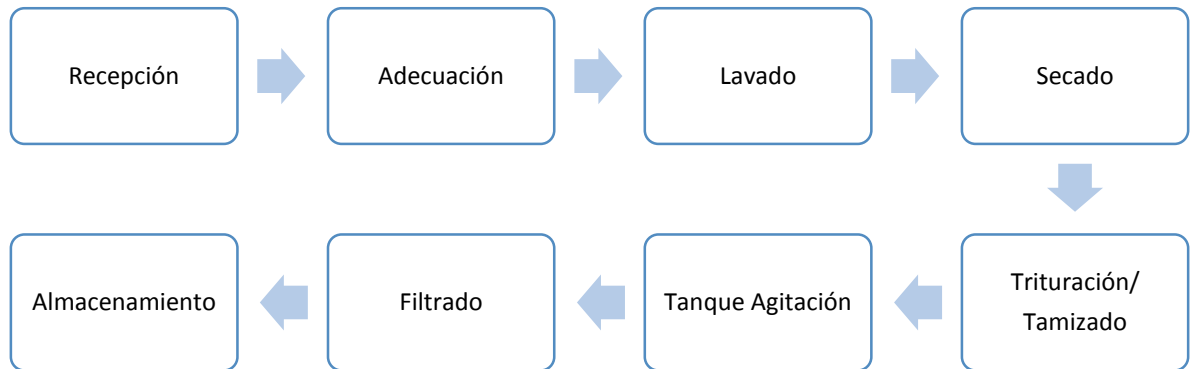 Recepción
Adecuación
Lavado
Secado
Trituración/
Tamizado
Tanque Agitación
Filtrado
Almacenamiento